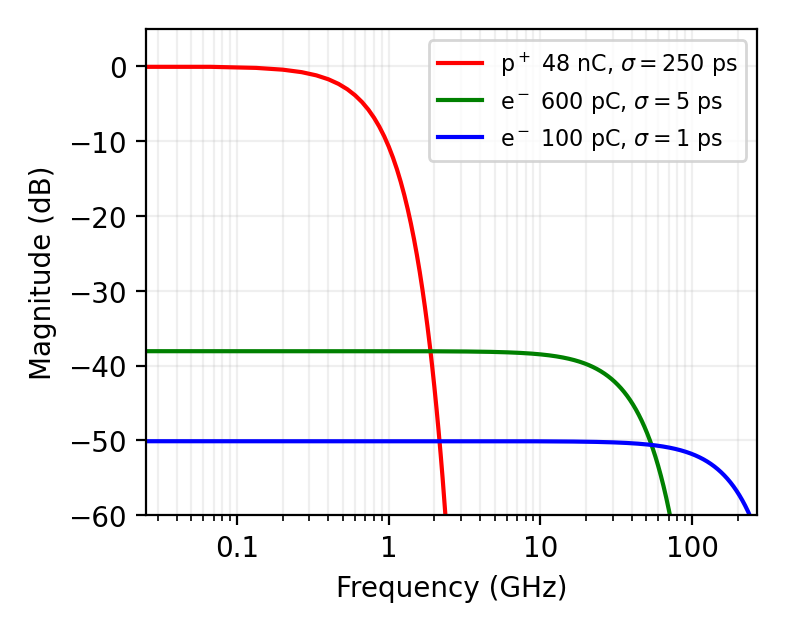 p⁺ 48 nC, σ = 250 ps
e⁻ 600 pC, σ = 5 ps
e⁻ 100 pC, σ = 1 ps
Magnitude (dB)
0
−10
−20
−30
−40
−50
−60
0.1 1 10 100
Frequency (GHz)